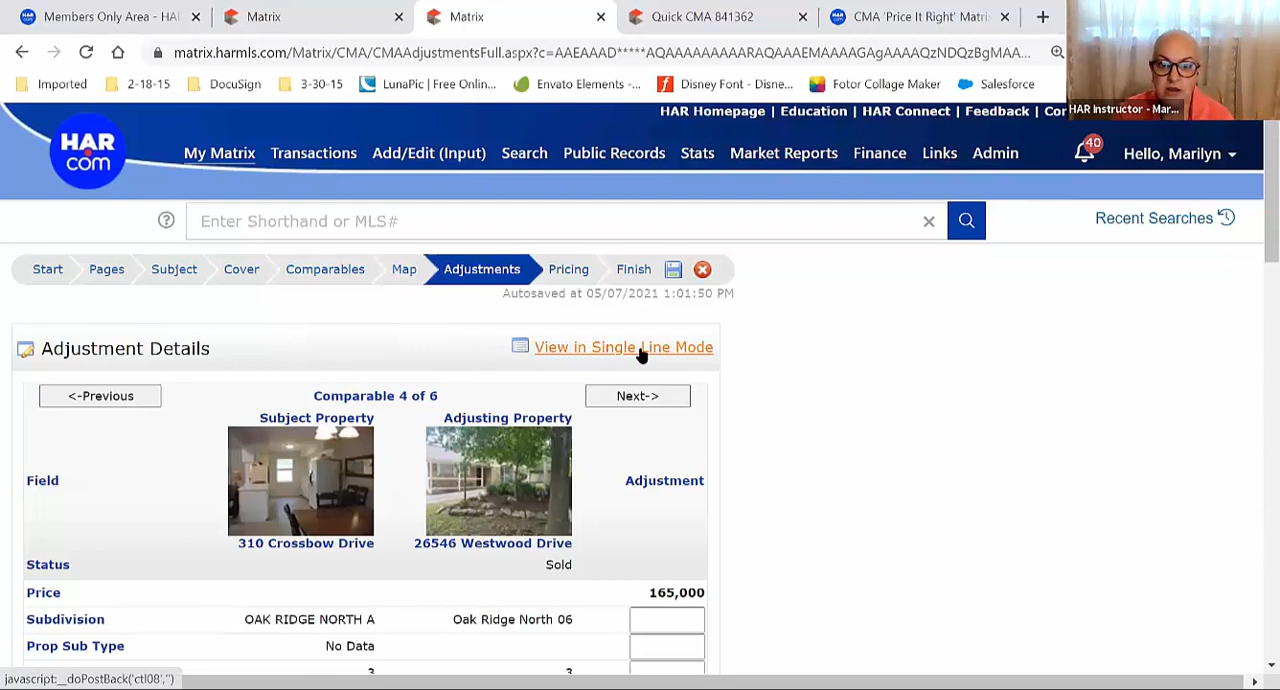 Members Only Area - HA
Matrix
Matrix
Quick CMA 841362
CMA 'Price It Right' Matri
matrix.harmls.com/Matrix/CMA/CMAAdjustmentsFull.aspx?c=AAEAAAD*****AQAAAAAAAAARAQAAAEMAAAAGAgAAAAQzNDQzBgMAA...
Imported
2-18-15
DocuSign
3-30-15
LunaPic | Free Onlin...
Envato Elements -...
Disney Font - Disne...
Fotor Collage Maker
Salesforce
HAR Instructor - Mar...
HAR Homepage | Education | HAR Connect | Feedback | Cor
HAR
com
My Matrix
Transactions
Add/Edit (Input)
Search
Public Records
Stats
Market Reports
Finance
Links
Admin
40
Hello, Marilyn
Enter Shorthand or MLS#
Recent Searches
Start
Pages
Subject
Cover
Comparables
Map
Adjustments
Pricing
Finish
Autosaved at 05/07/2021 1:01:50 PM
Adjustment Details
View in Single Line Mode
<-Previous
Comparable 4 of 6
Next->
Subject Property
Adjusting Property
Field
Adjustment
310 Crossbow Drive
26546 Westwood Drive
Status
Sold
Price
165,000
Subdivision
OAK RIDGE NORTH A
Oak Ridge North 06
Prop Sub Type
No Data
3
3
javascript:__doPostBack('ctl08','')